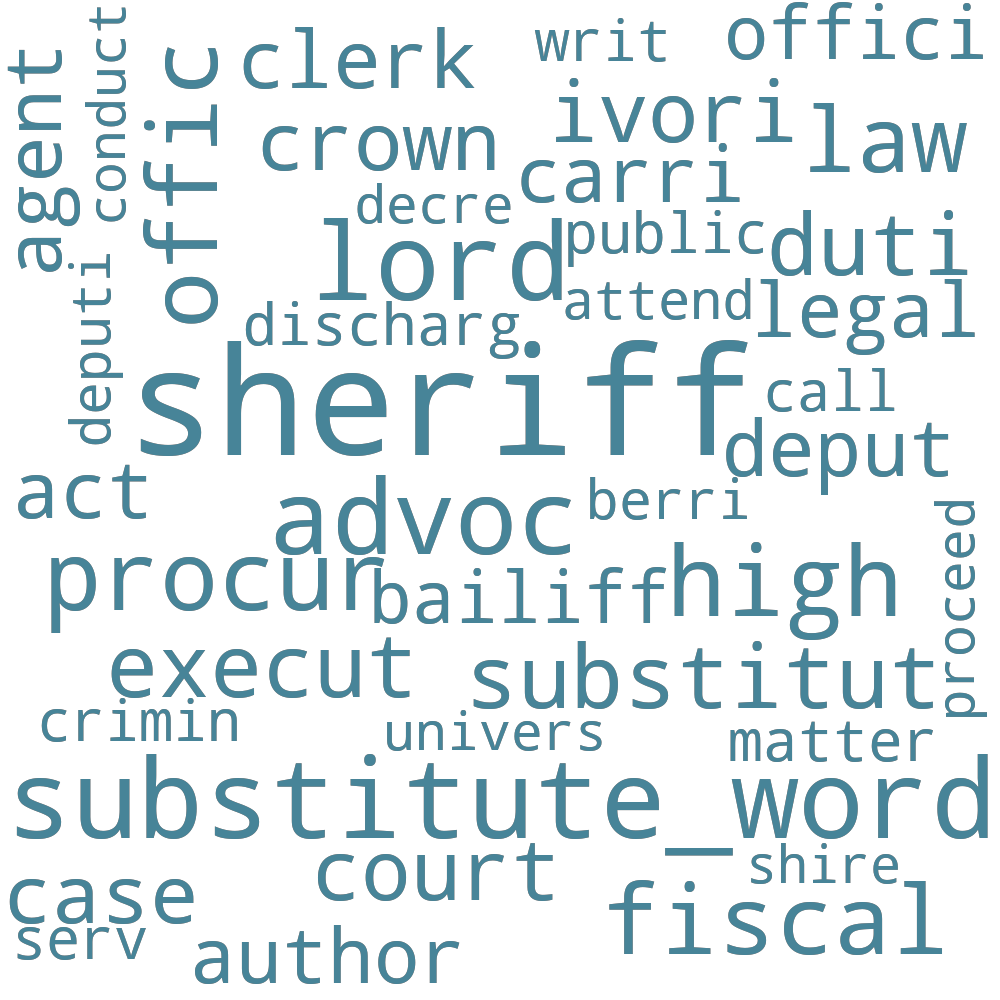 agent
conduct
offic
clerk
writ
offici
crown
ivori
law
carri
decre
lord
public
duti
deputi
discharg
attend
legal
sheriff
call
deput
act
advoc
berri
proceed
procur
bailiff
high
execut
substitut
crimin
univers
matter
substitute_word
court
shire
case
serv
author
fiscal